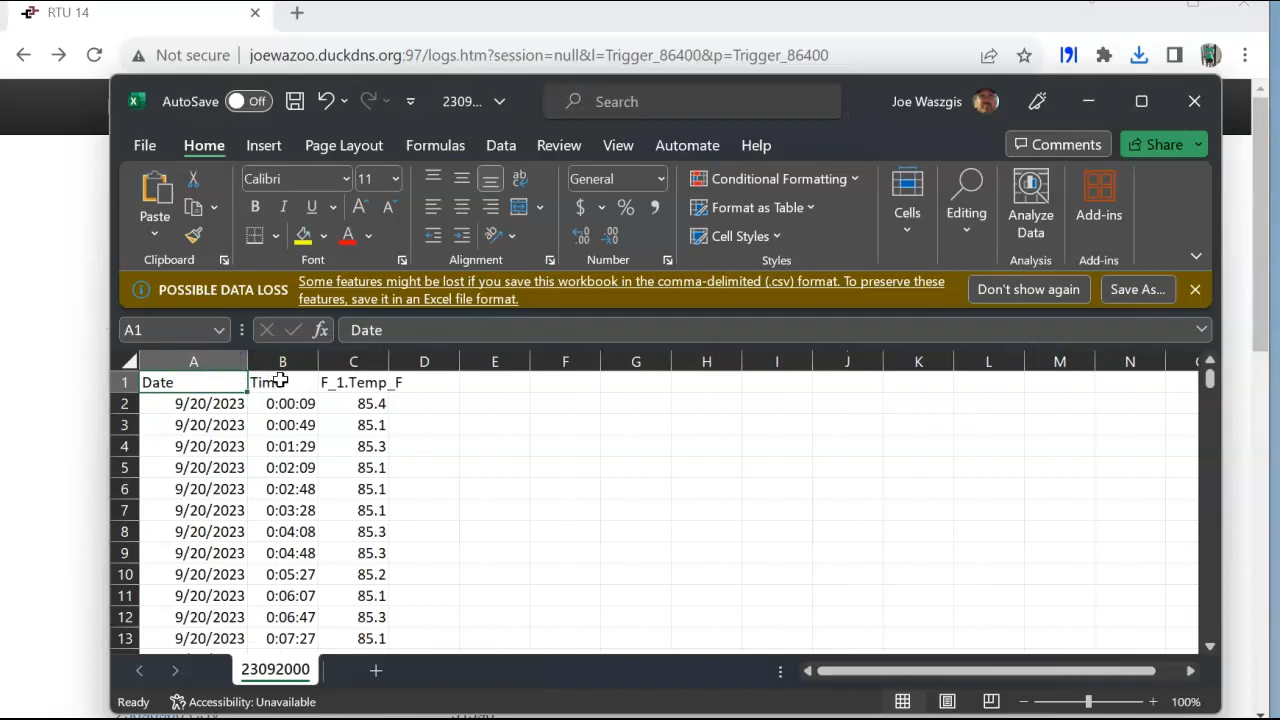 RTU 14
Not secure joewazoo.duckdns.org:97/logs.htm?session=null&l=Trigger_86400&p=Trigger_86400
AutoSave Off 2309... Search Joe Waszgis
File Home Insert Page Layout Formulas Data Review View Automate Help Comments Share
Paste Calibri 11 General Conditional Formatting Cells Editing Analyze Data Add-ins
B I U A A A $ % Format as Table
Cell Styles
Clipboard Font Alignment Number Styles Analysis Add-ins
POSSIBLE DATA LOSS Some features might be lost if you save this workbook in the comma-delimited (.csv) format. To preserve these features, save it in an Excel file format. Don't show again Save As...
A1 fx Date
A B C D E F G H I J K L M N
1 Date Tim F_1.Temp_F
2 9/20/2023 0:00:09 85.4
3 9/20/2023 0:00:49 85.1
4 9/20/2023 0:01:29 85.3
5 9/20/2023 0:02:09 85.1
6 9/20/2023 0:02:48 85.1
7 9/20/2023 0:03:28 85.1
8 9/20/2023 0:04:08 85.3
9 9/20/2023 0:04:48 85.3
10 9/20/2023 0:05:27 85.2
11 9/20/2023 0:06:07 85.1
12 9/20/2023 0:06:47 85.3
13 9/20/2023 0:07:27 85.1
23092000
Ready Accessibility: Unavailable 100%